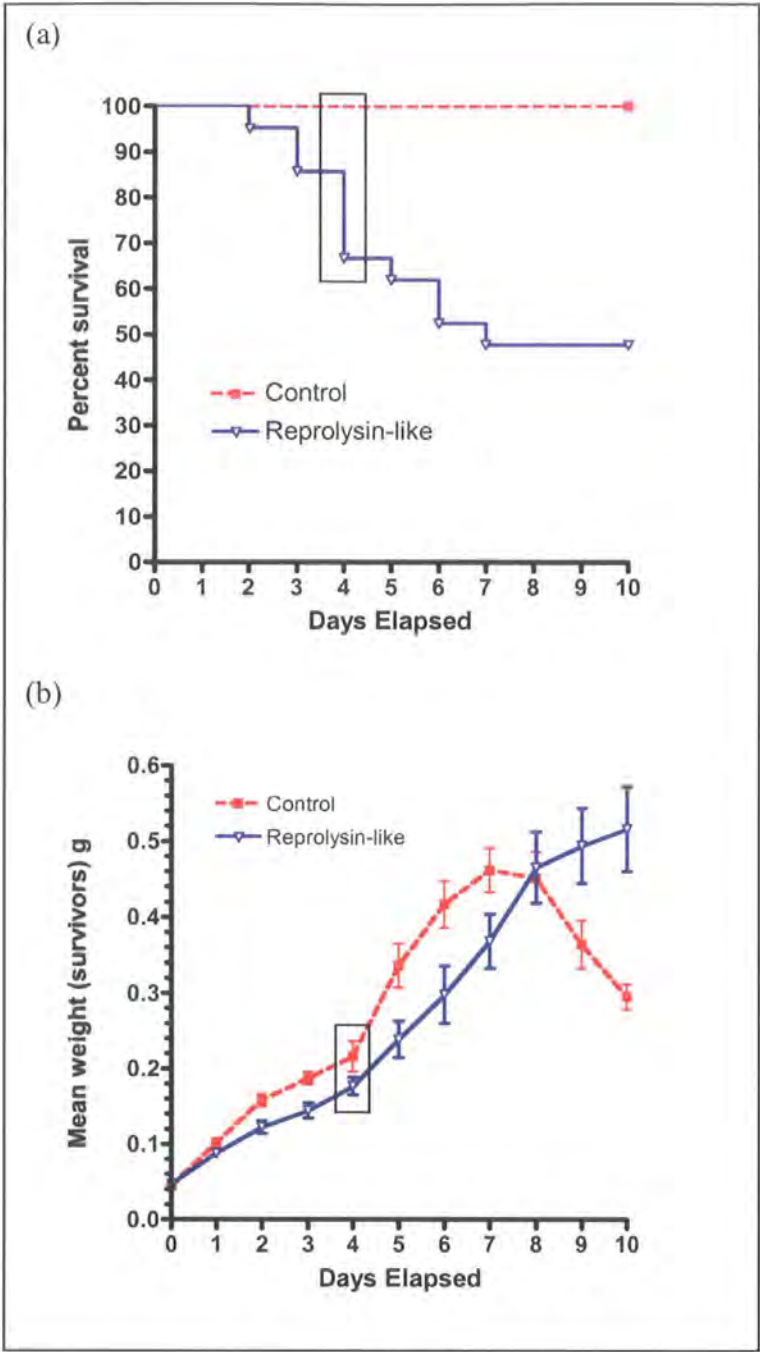 (a)
100
90
80
70
60
50
40
30
20
10
0
Percent survival
Control
Reprolysin-like
0 1 2 3 4 5 6 7 8 9 10
Days Elapsed
(b)
0.6
0.5
0.4
0.3
0.2
0.1
0.0
Mean weight (survivors) g
Control
Reprolysin-like
0 1 2 3 4 5 6 7 8 9 10
Days Elapsed